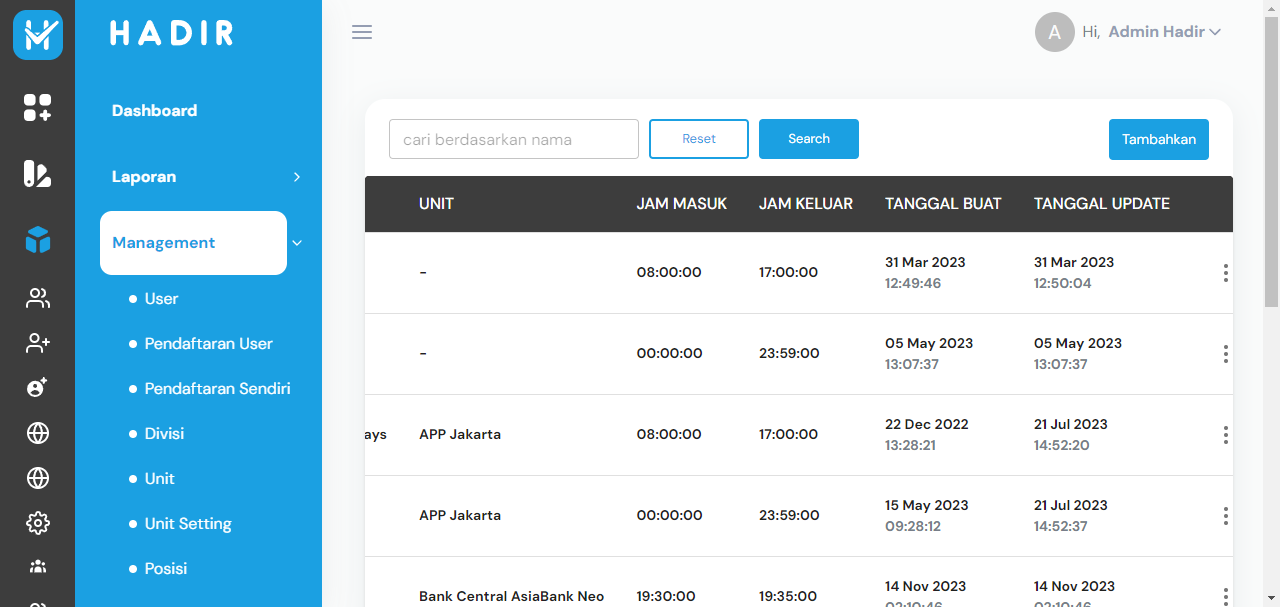 HADIR
Hi, Admin Hadir
A
Dashboard
Laporan
Management
User
Pendaftaran User
Pendaftaran Sendiri
Divisi
Unit
Unit Setting
Posisi
cari berdasarkan nama
Reset
Search
Tambahkan
UNIT JAM MASUK JAM KELUAR TANGGAL BUAT TANGGAL UPDATE
- 08:00:00 17:00:00 31 Mar 2023 31 Mar 2023
12:49:46 12:50:04
- 00:00:00 23:59:00 05 May 2023 05 May 2023
13:07:37 13:07:37
ays APP Jakarta 08:00:00 17:00:00 22 Dec 2022 21 Jul 2023
13:28:21 14:52:20
APP Jakarta 00:00:00 23:59:00 15 May 2023 21 Jul 2023
09:28:12 14:52:37
Bank Central AsiaBank Neo 19:30:00 19:35:00 14 Nov 2023 14 Nov 2023